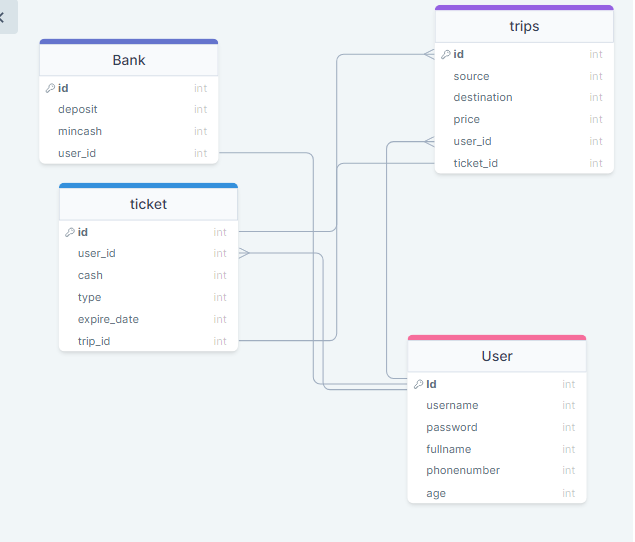 Bank
id int
deposit int
mincash int
user_id int
ticket
id int
user_id int
cash int
type int
expire_date int
trip_id int
trips
id int
source int
destination int
price int
user_id int
ticket_id int
User
Id int
username int
password int
fullname int
phonenumber int
age int